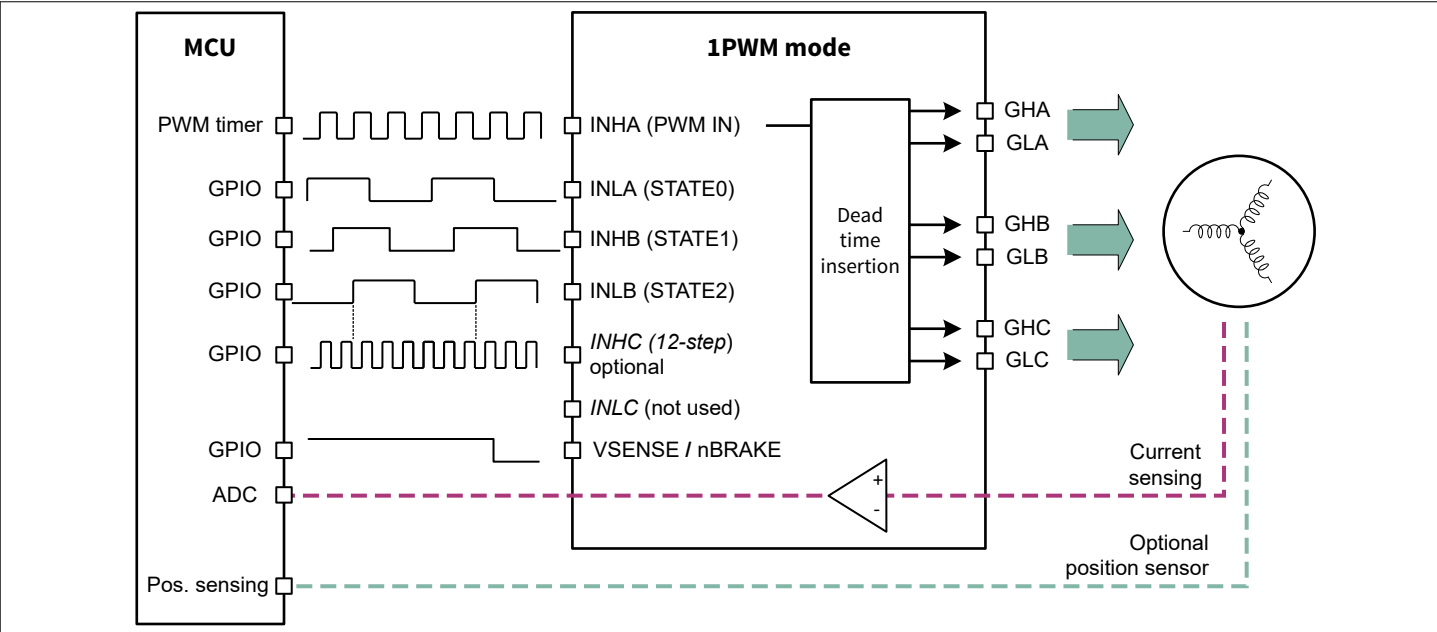 MCU
1PWM mode
PWM timer
INHA (PWM IN)
GHA
GLA
GPIO
INLA (STATE0)
GPIO
INHB (STATE1)
Dead
time
insertion
GHB
GLB
GPIO
INLB (STATE2)
GPIO
INHC (12-step)
optional
GHC
GLC
INLC (not used)
GPIO
VSENSE / nBRAKE
Current
sensing
ADC
+
-
Optional
position sensor
Pos. sensing